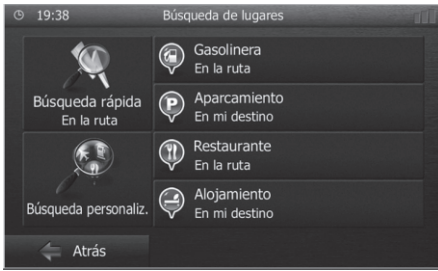 19:38
Búsqueda de lugares
Búsqueda rápida
En la ruta
Búsqueda personaliz.
Gasolinera
En la ruta
P
Aparcamiento
En mi destino
Restaurante
En la ruta
Alojamiento
En mi destino
Atrás